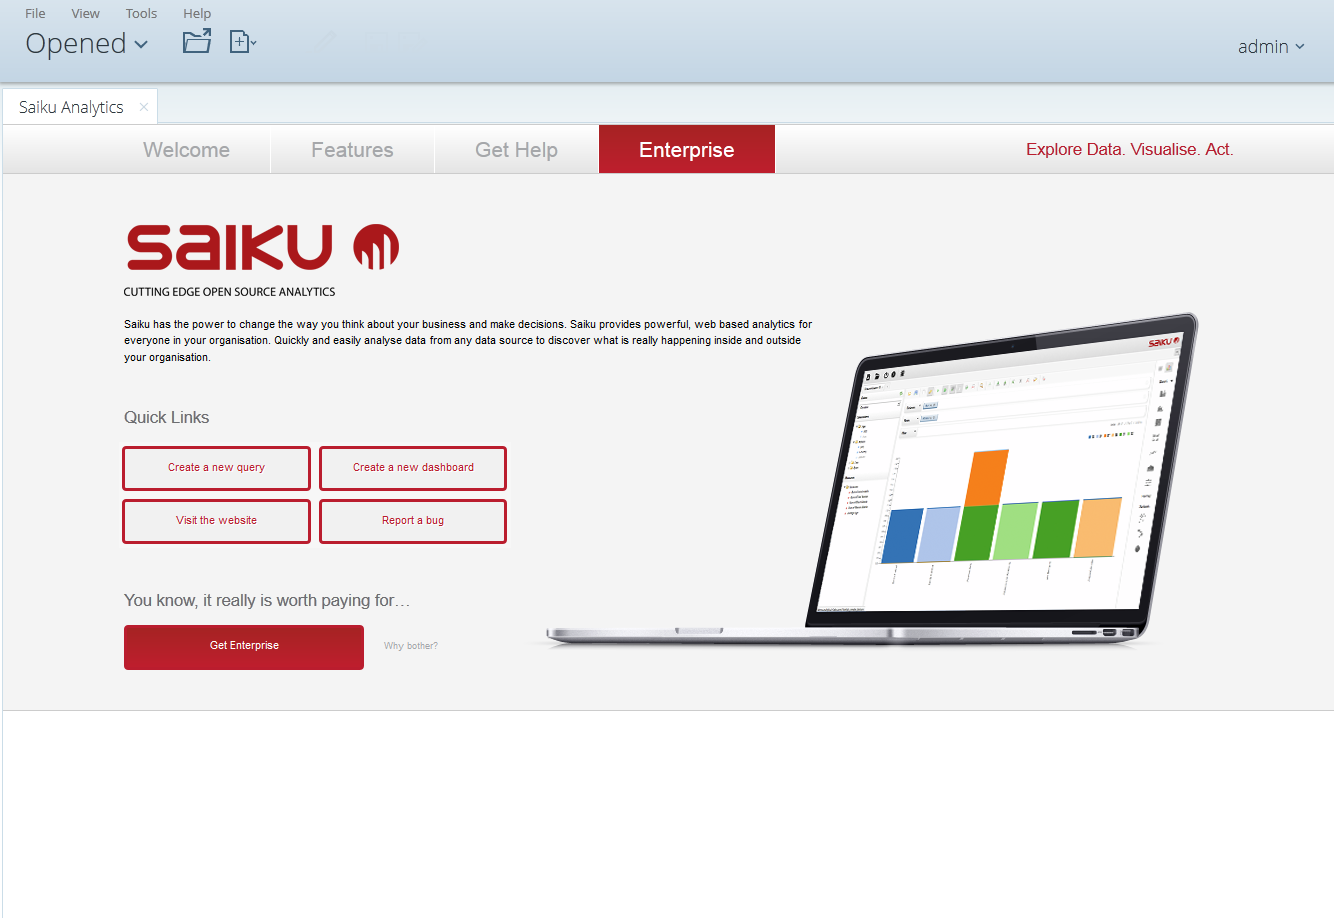 File View Tools Help
Opened
admin
Saiku Analytics
Welcome Features Get Help Enterprise Explore Data. Visualise. Act.
saiku
CUTTING EDGE OPEN SOURCE ANALYTICS
Saiku has the power to change the way you think about your business and make decisions. Saiku provides powerful, web based analytics for
everyone in your organisation. Quickly and easily analyse data from any data source to discover what is really happening inside and outside
your organisation.
Quick Links
Create a new query Create a new dashboard
Visit the website Report a bug
You know, it really is worth paying for...
Get Enterprise Why bother?
saiku